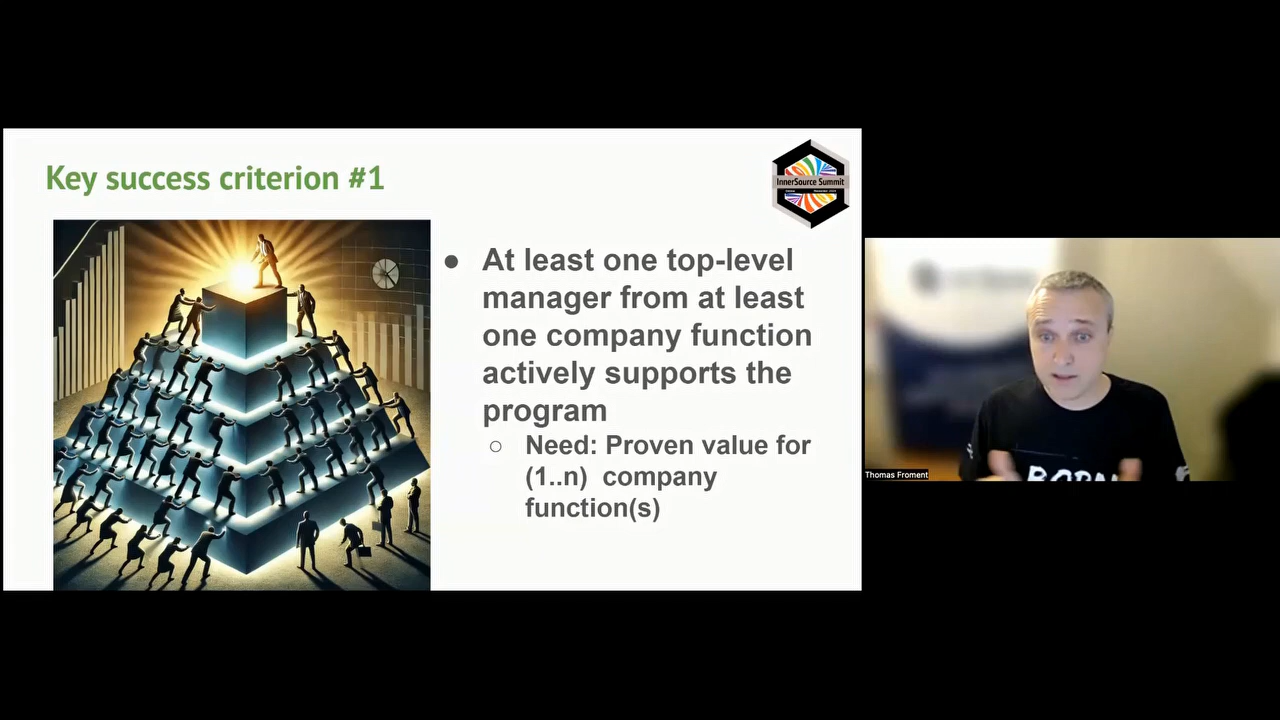 Key success criterion #1
InnerSource Summit
● At least one top-level
manager from at least
one company function
actively supports the
program
○ Need: Proven value for
(1..n) company
function(s)
Thomas Froment
BORN